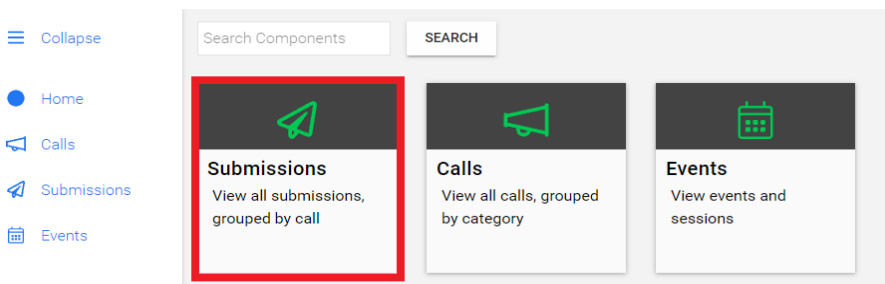 Collapse
Home
Calls
Submissions
Events
Search Components
SEARCH
Submissions
View all submissions,
grouped by call
Calls
View all calls, grouped
by category
Events
View events and
sessions